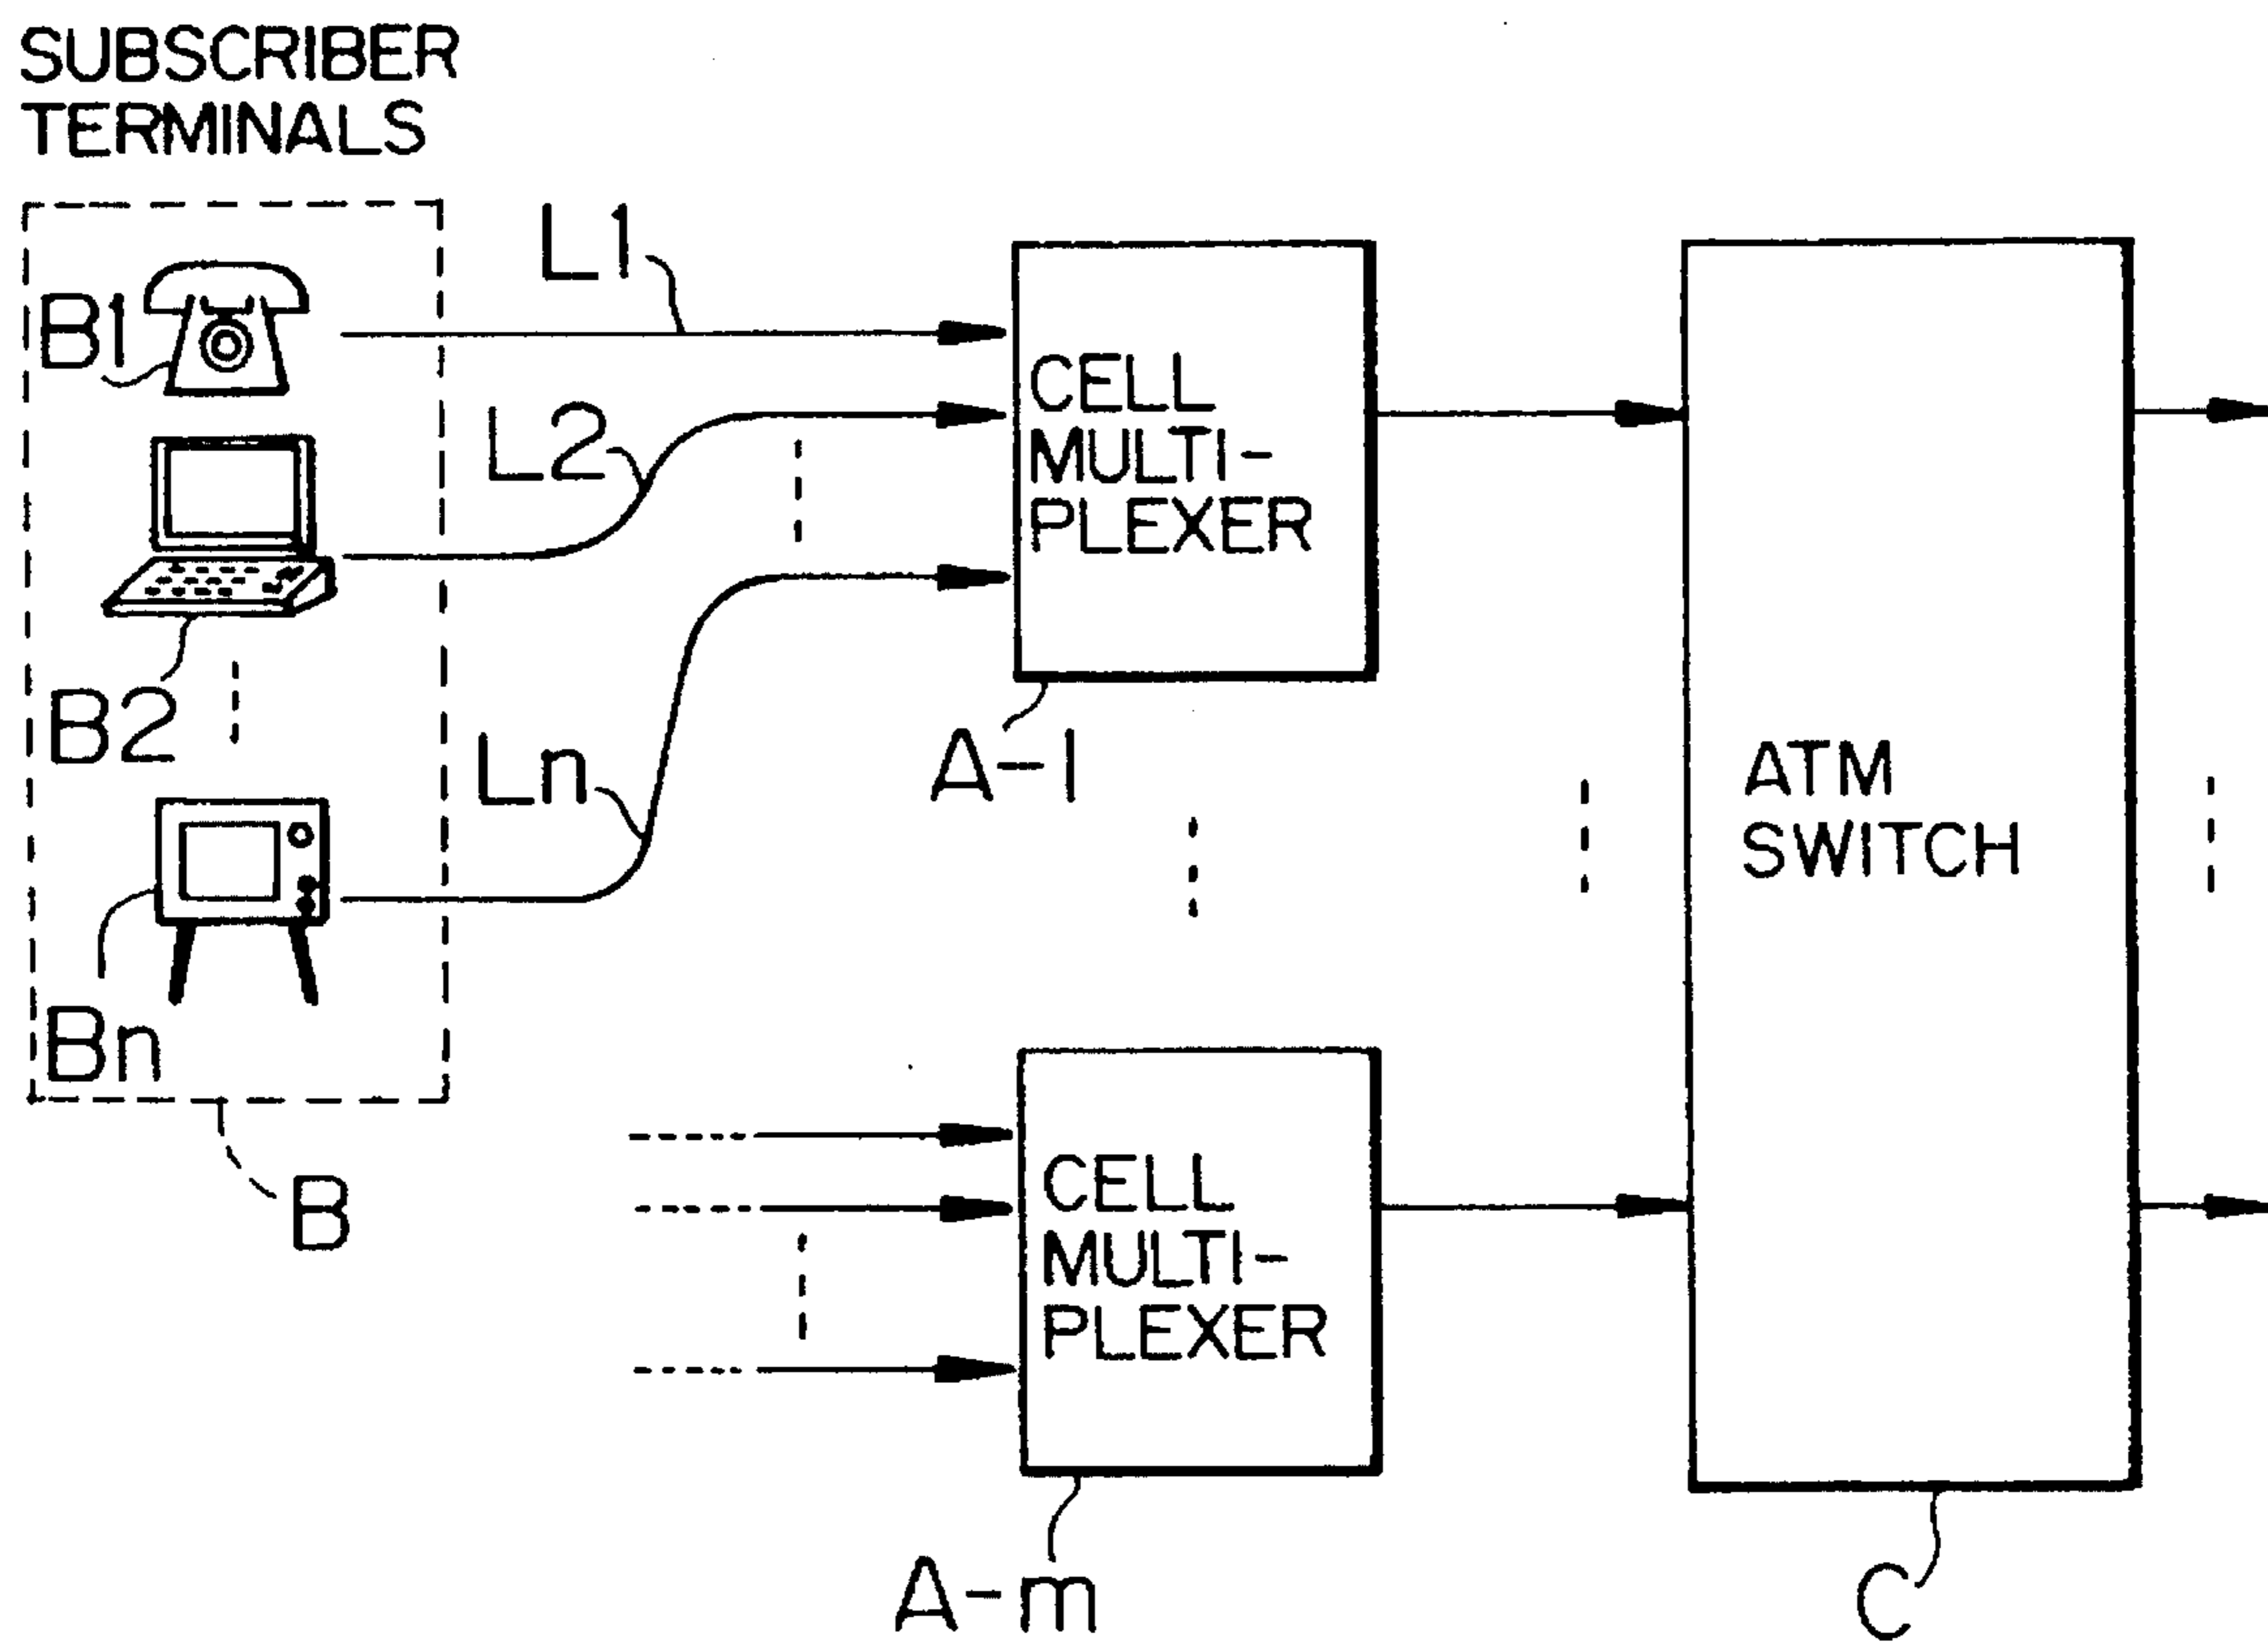 SUBSCRIBER
TERMINALS
B1
L1
L2
B2
Ln
Bn
B
CELL
MULTI-
PLEXER
A-1
CELL
MULTI-
PLEXER
A-m
ATM
SWITCH
C